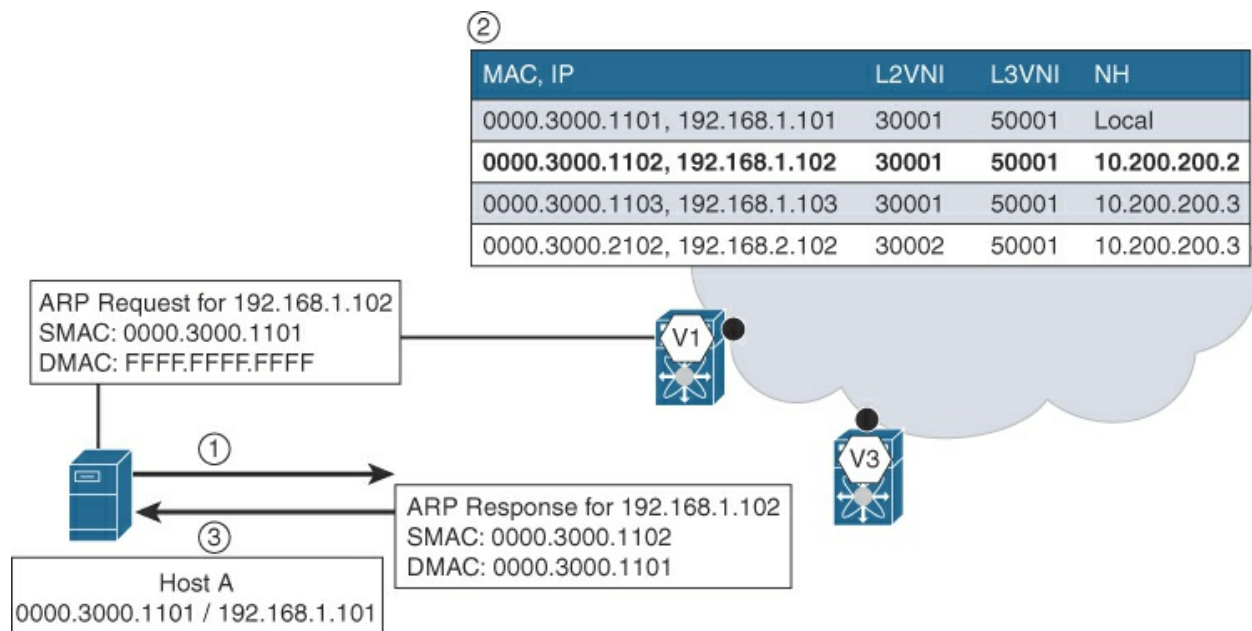 ②
MAC, IP L2VNI L3VNI NH
0000.3000.1101, 192.168.1.101 30001 50001 Local
0000.3000.1102, 192.168.1.102 30001 50001 10.200.200.2
0000.3000.1103, 192.168.1.103 30001 50001 10.200.200.3
0000.3000.2102, 192.168.2.102 30002 50001 10.200.200.3
ARP Request for 192.168.1.102
SMAC: 0000.3000.1101
DMAC: FFFF.FFFF.FFFF
V1
V3
①
ARP Response for 192.168.1.102
SMAC: 0000.3000.1102
DMAC: 0000.3000.1101
③
Host A
0000.3000.1101 / 192.168.1.101